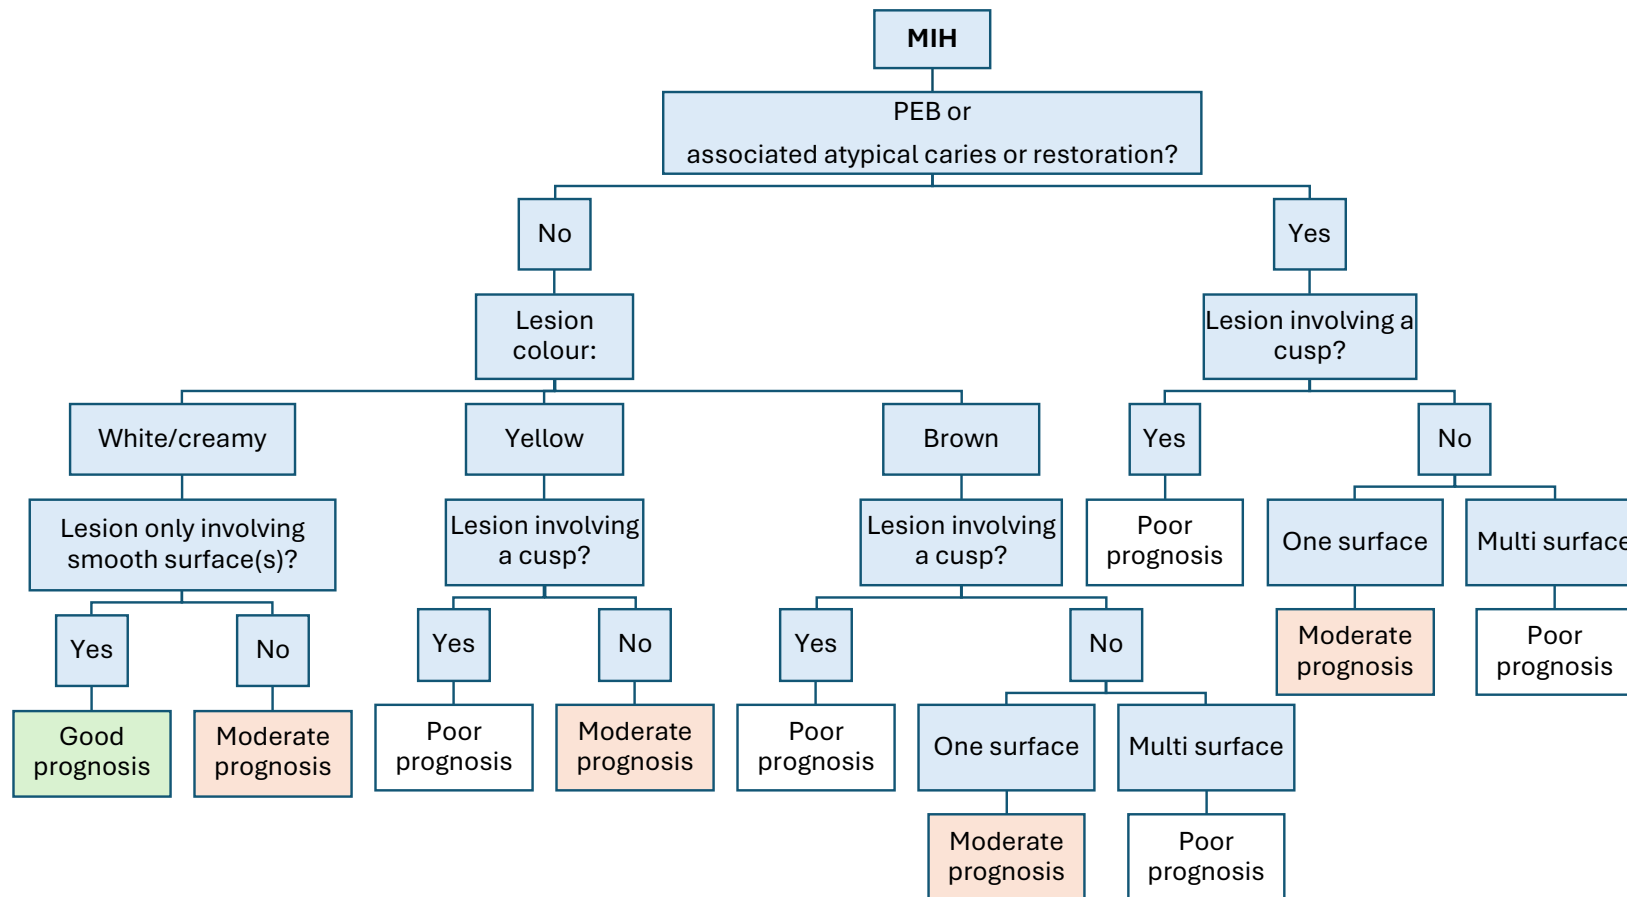 MIH
PEB or
associated atypical caries or restoration?
No
Yes
Lesion
colour:
Lesion involving a
cusp?
White/creamy
Yellow
Brown
Yes
No
Lesion only involving
smooth surface(s)?
Lesion involving
a cusp?
Lesion involving
a cusp?
Poor
prognosis
One surface
Multi surface
Yes
No
Yes
No
Yes
No
Moderate
prognosis
Poor
prognosis
Good
prognosis
Moderate
prognosis
Poor
prognosis
Moderate
prognosis
Poor
prognosis
One surface
Multi surface
Moderate
prognosis
Poor
prognosis